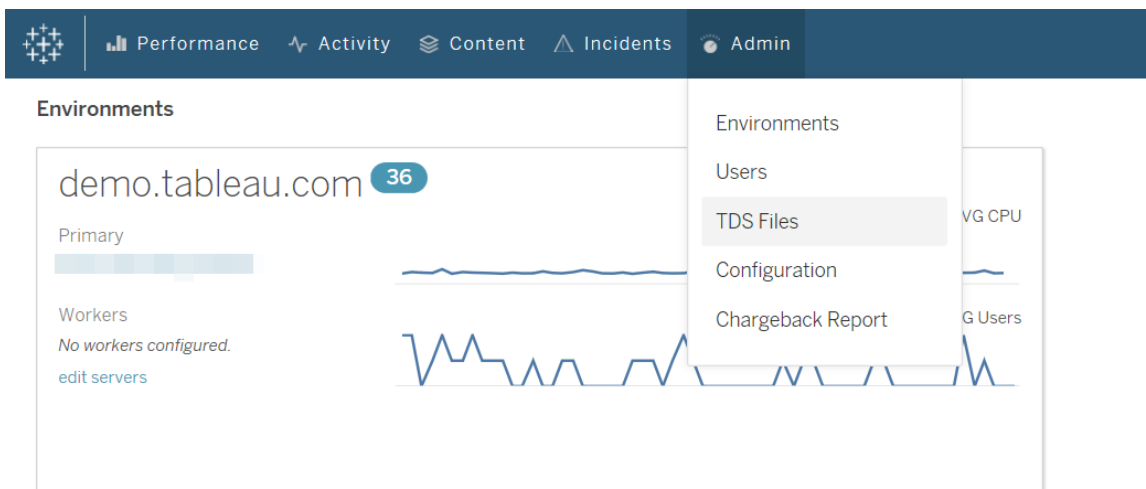 Performance Activity Content Incidents Admin
Environments
demo.tableau.com 36
Primary
Workers
No workers configured.
edit servers
Environments
Users
TDS Files
Configuration
Chargeback Report
VG CPU
G Users